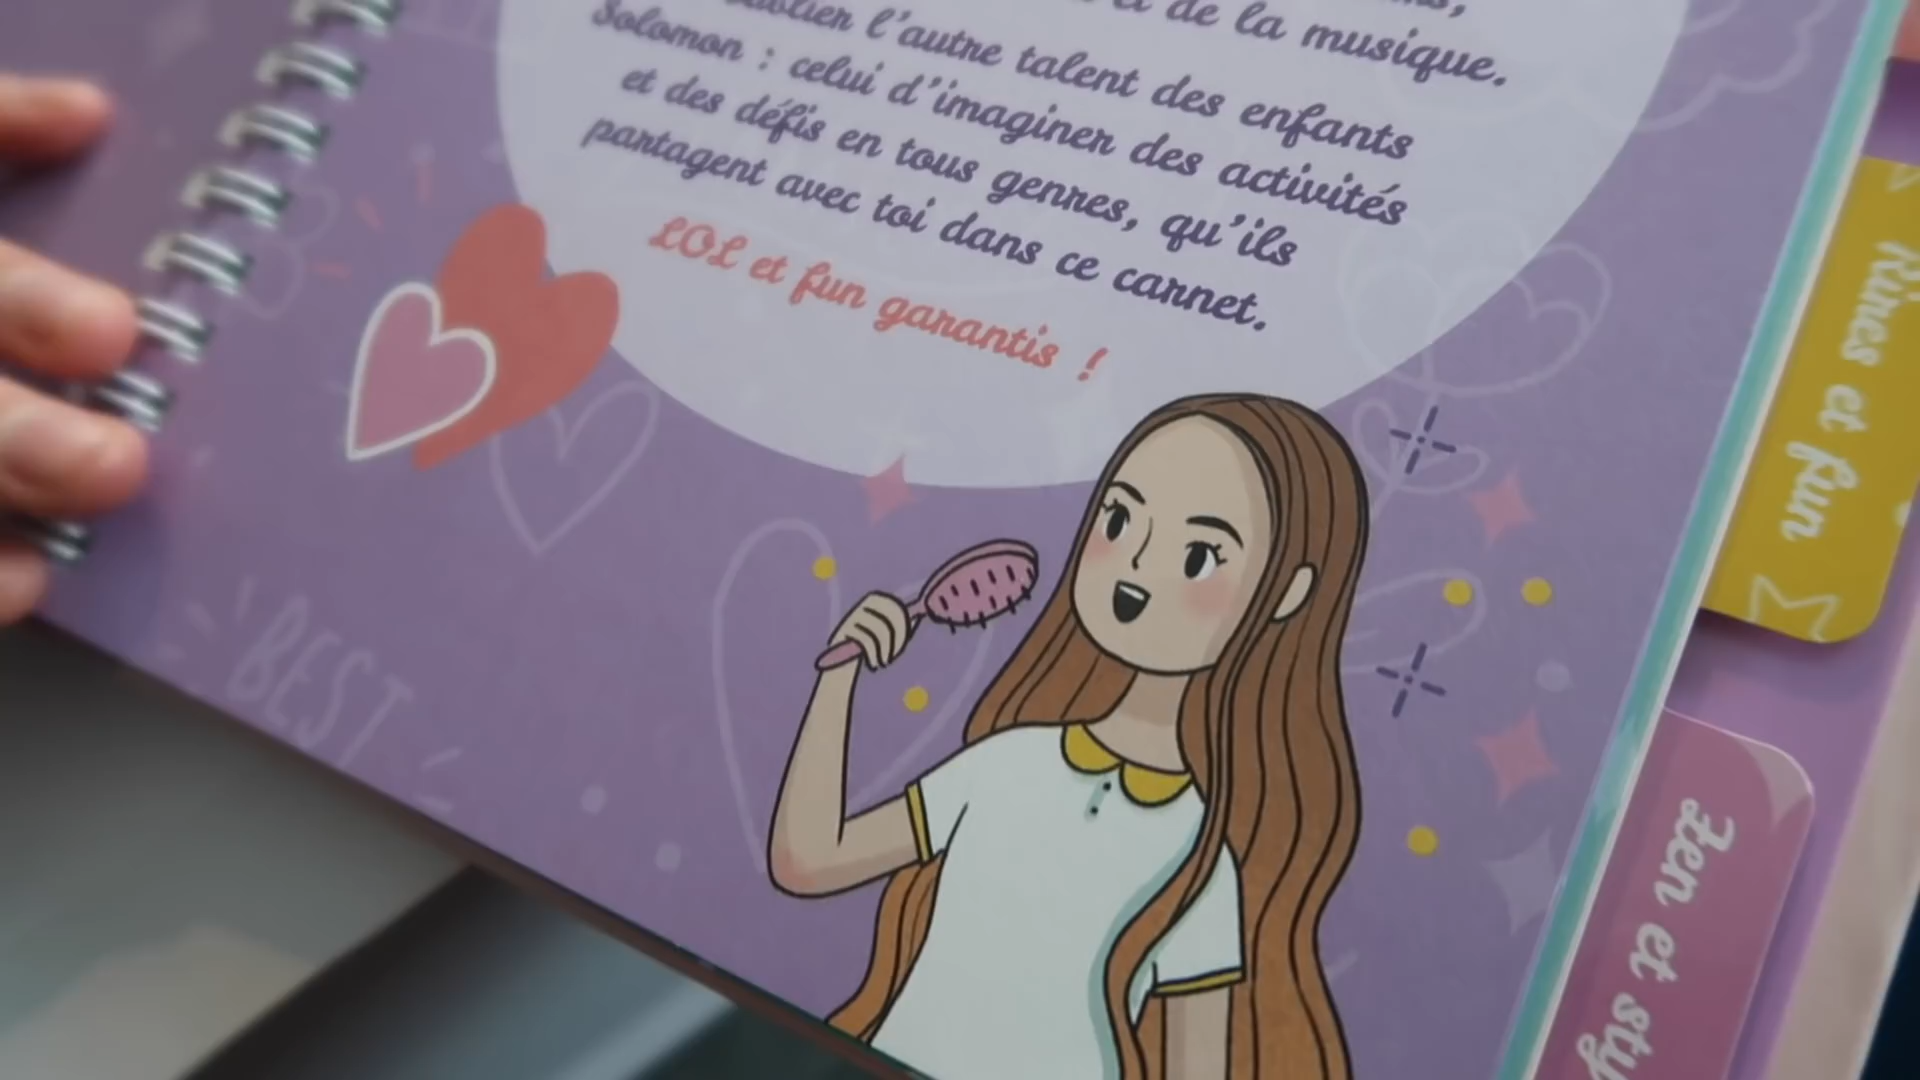 et de la musique.
l'autre talent des enfants
Solomon : celui d'imaginer des activités
et des défis en tous genres, qu'ils
partagent avec toi dans ce carnet.
LOL et fun garantis !
BEST
Rires et fun
Zen et